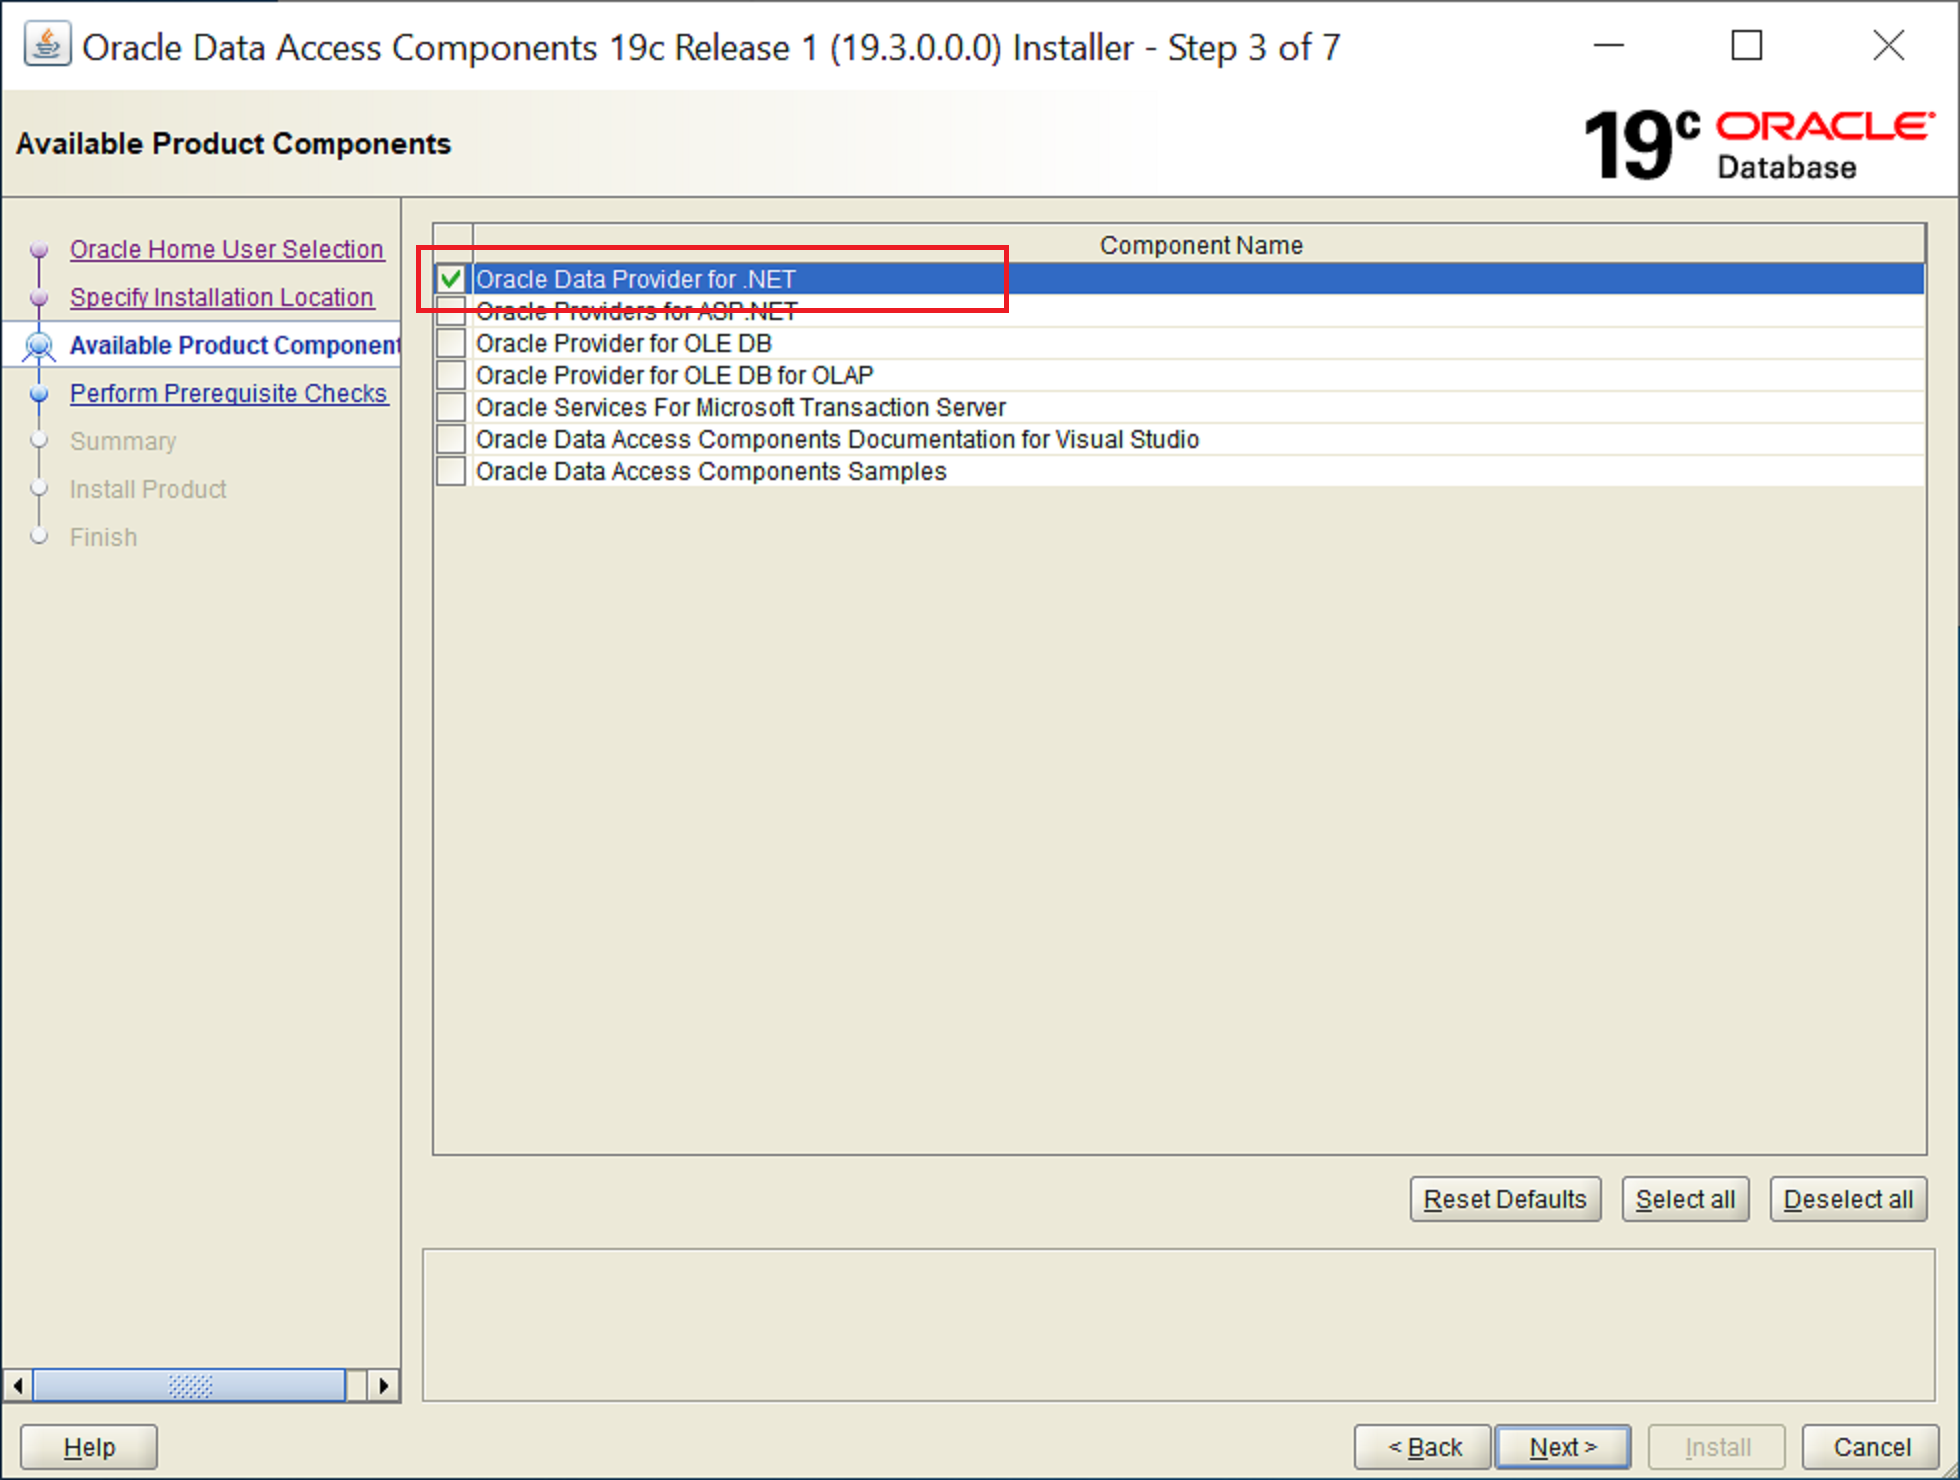 Oracle Data Access Components 19c Release 1 (19.3.0.0.0) Installer - Step 3 of 7
Available Product Components
19c ORACLE
Database
Oracle Home User Selection
Specify Installation Location
Available Product Component
Perform Prerequisite Checks
Summary
Install Product
Finish
Component Name
Oracle Data Provider for .NET
Oracle Providers for ASP.NET
Oracle Provider for OLE DB
Oracle Provider for OLE DB for OLAP
Oracle Services For Microsoft Transaction Server
Oracle Data Access Components Documentation for Visual Studio
Oracle Data Access Components Samples
Reset Defaults Select all Deselect all
Help < Back Next > Install Cancel